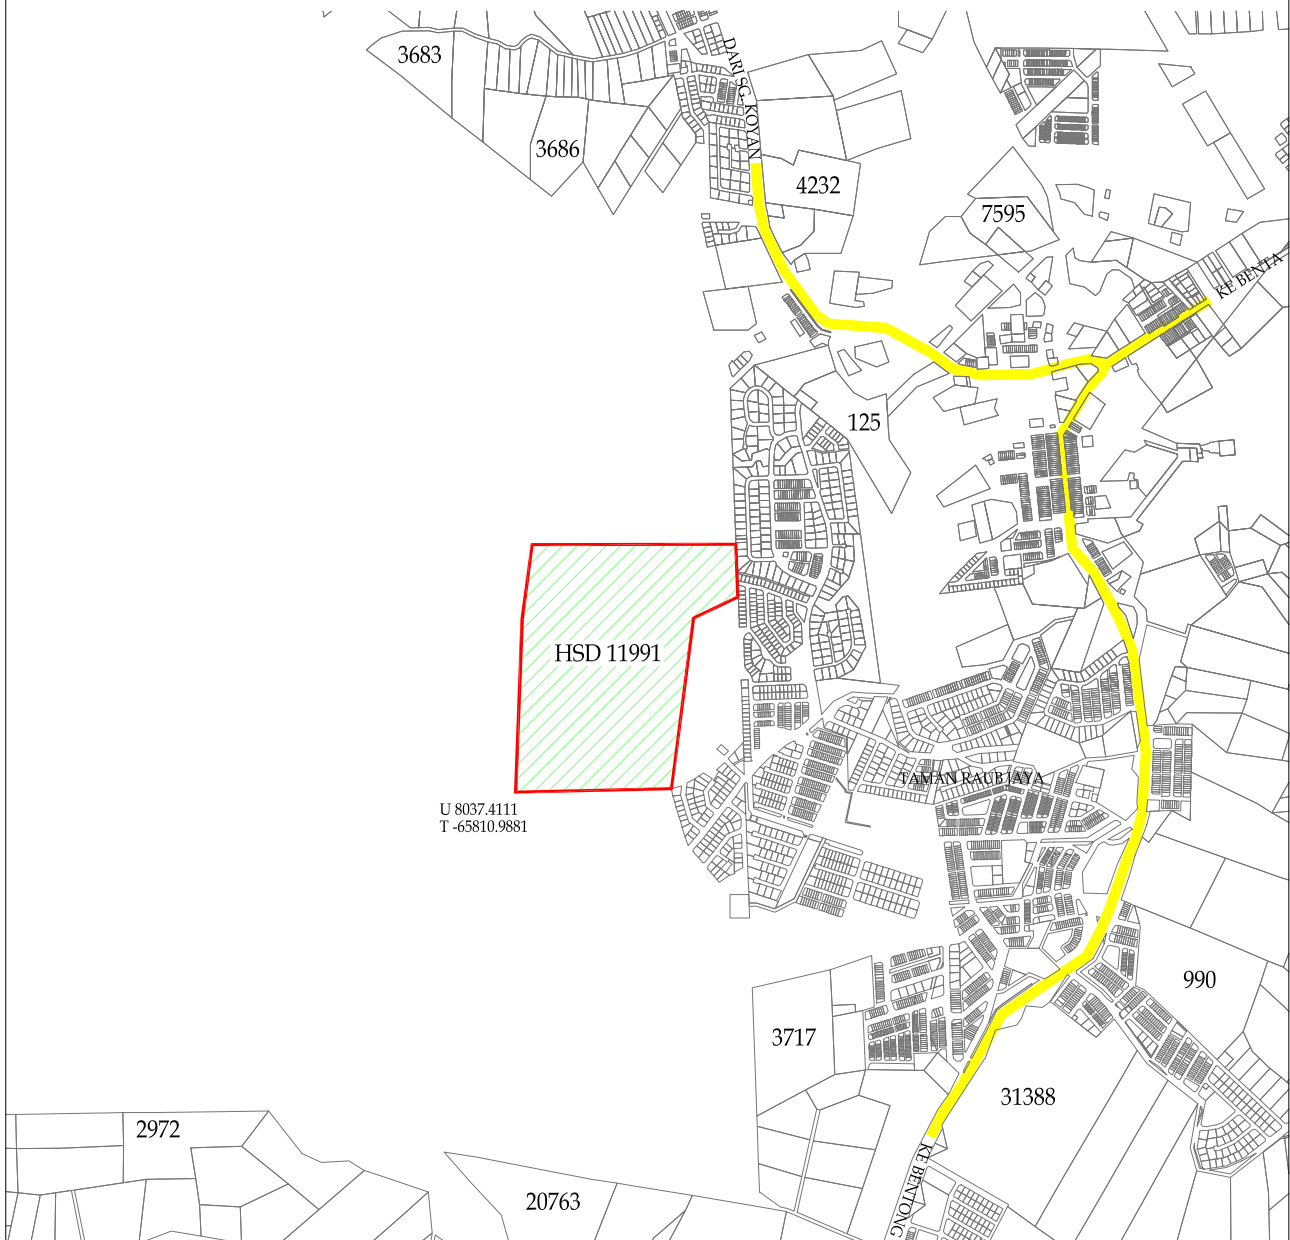 3683
DARI SG. KOYAN
3686
4232
7595
KE BENTA
125
HSD 11991
TAMAN RAUB JAYA
U 8037.4111
T -65810.9881
990
3717
31388
2972
KE BENTONG
20763